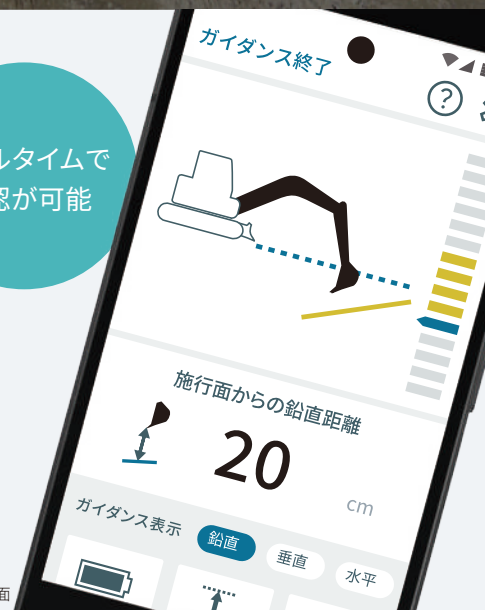 ガイダンス終了
?
ルタイムで
認が可能
施行面からの鉛直距離
20
cm
ガイダンス表示
鉛直
垂直
水平
面